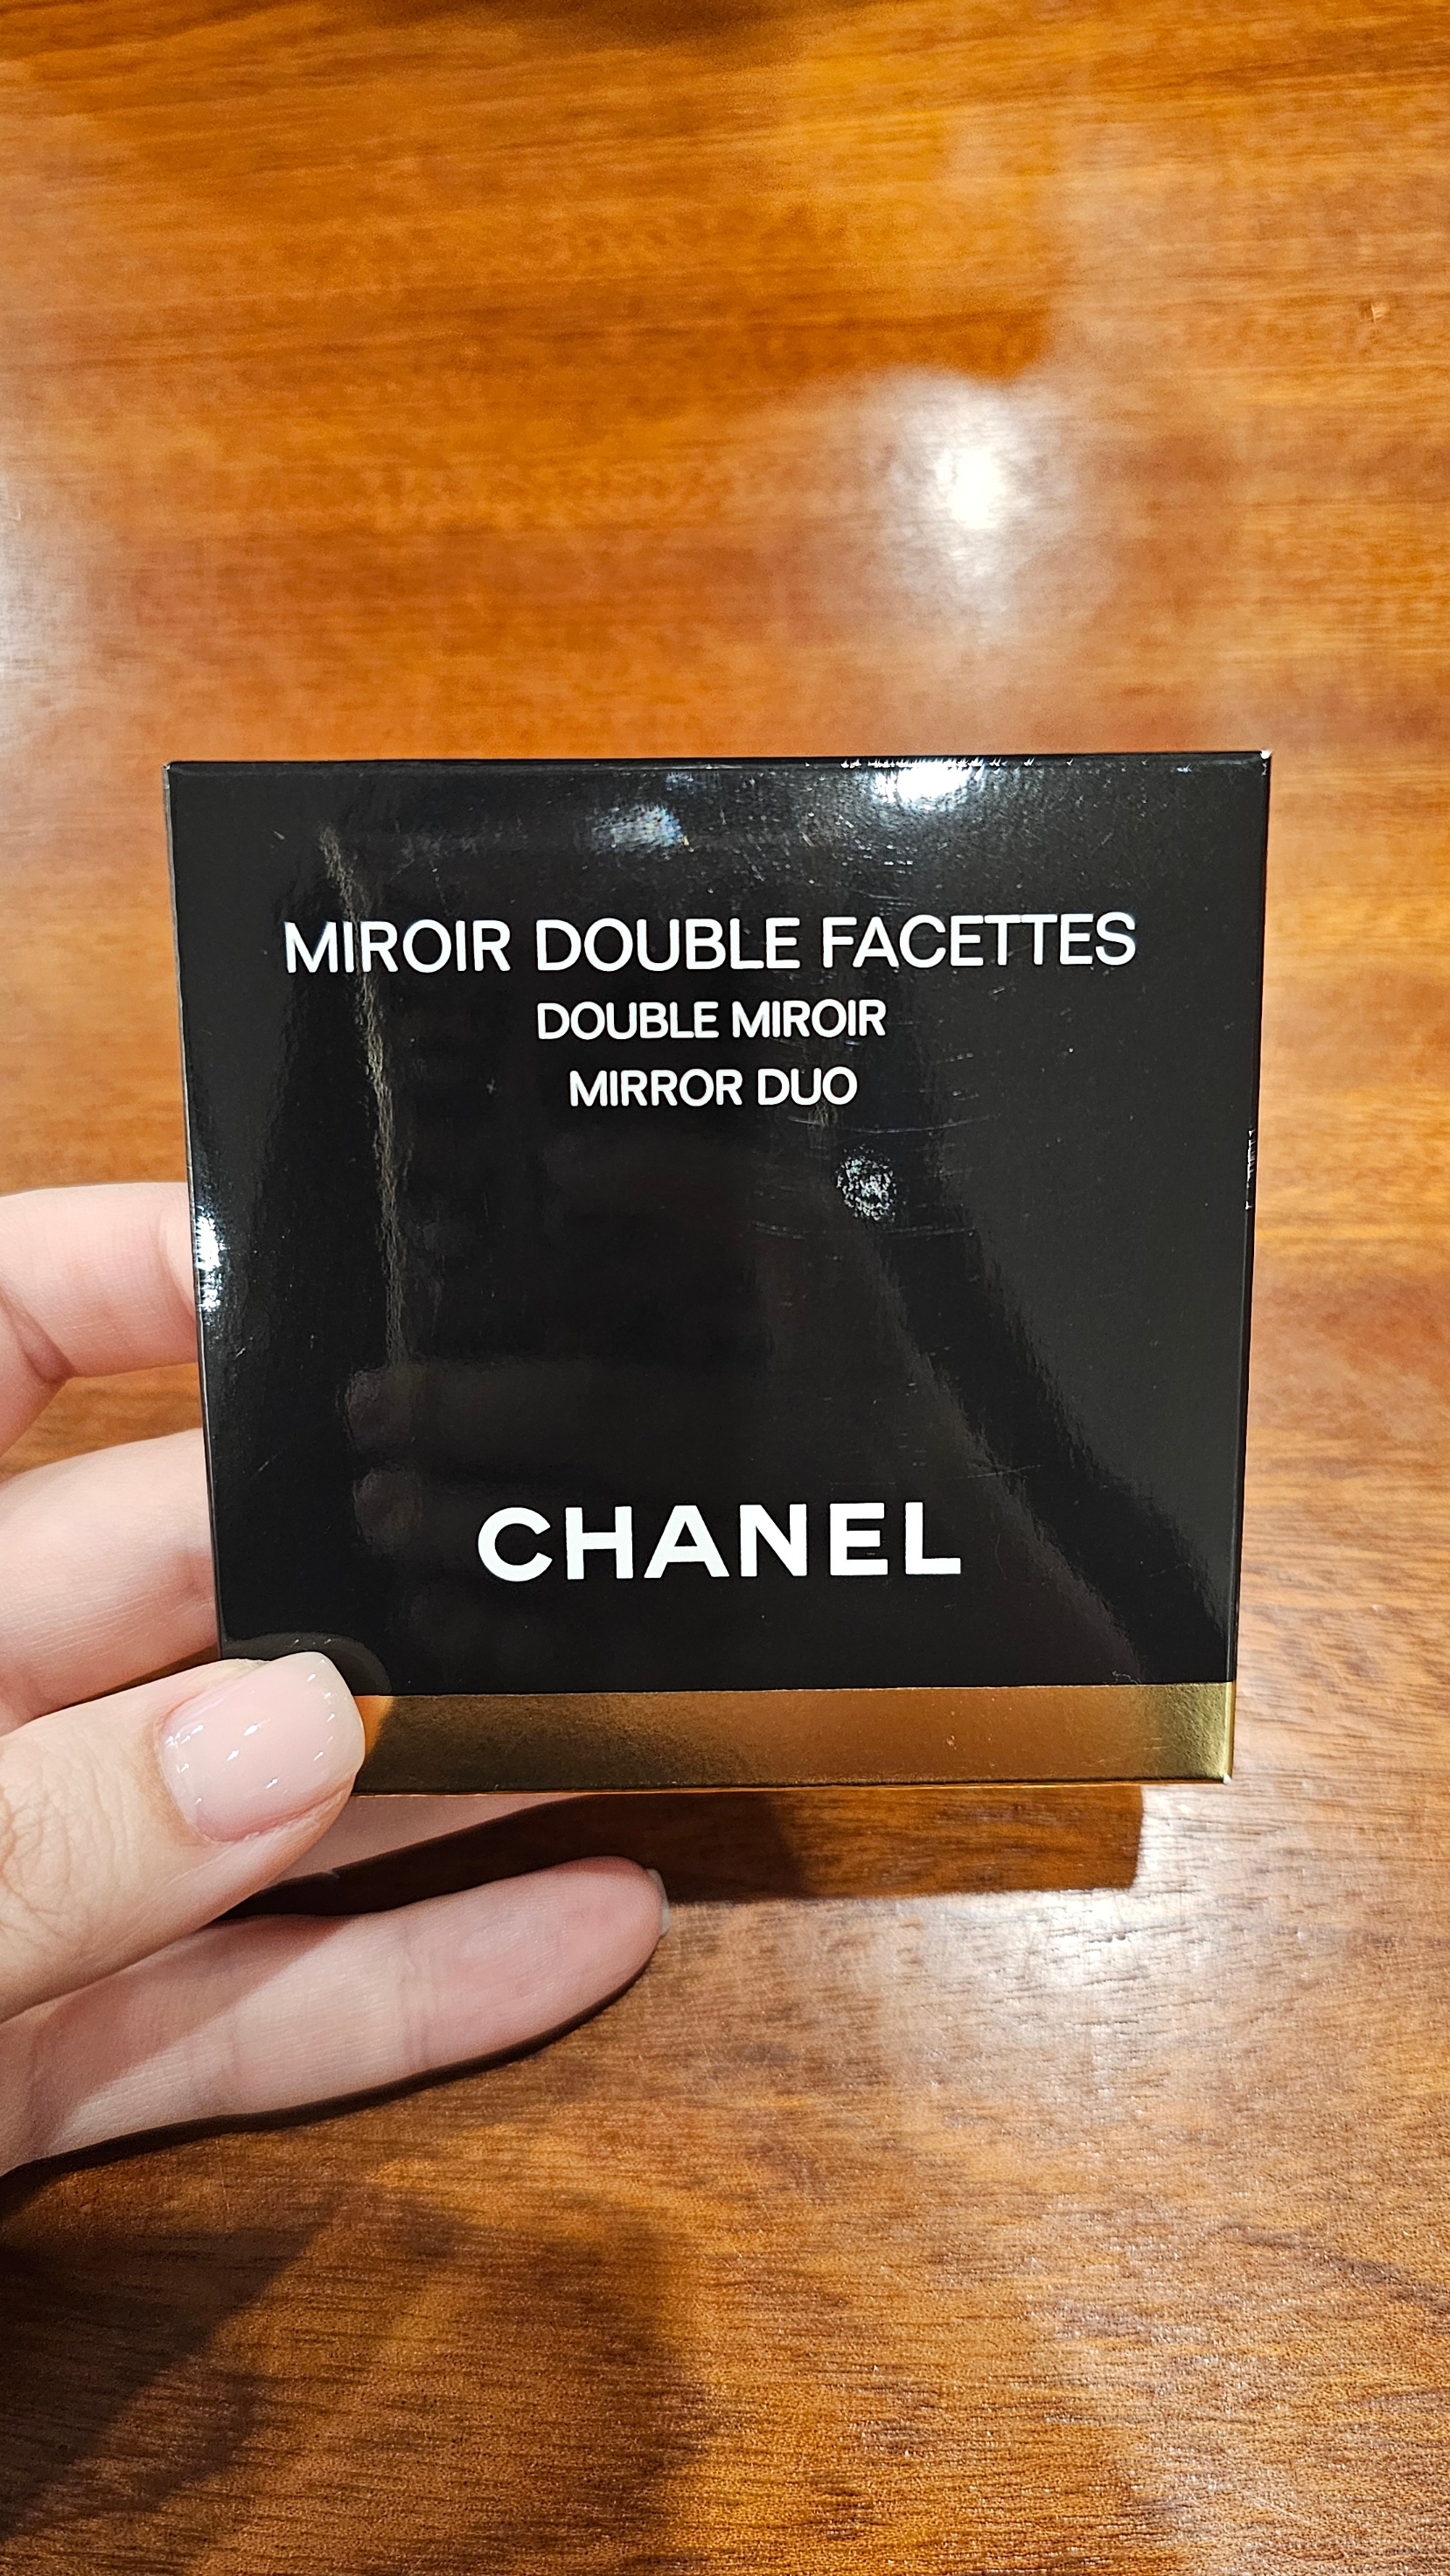 MIROIR DOUBLE FACETTES
DOUBLE MIROIR
MIRROR DUO
CHANEL